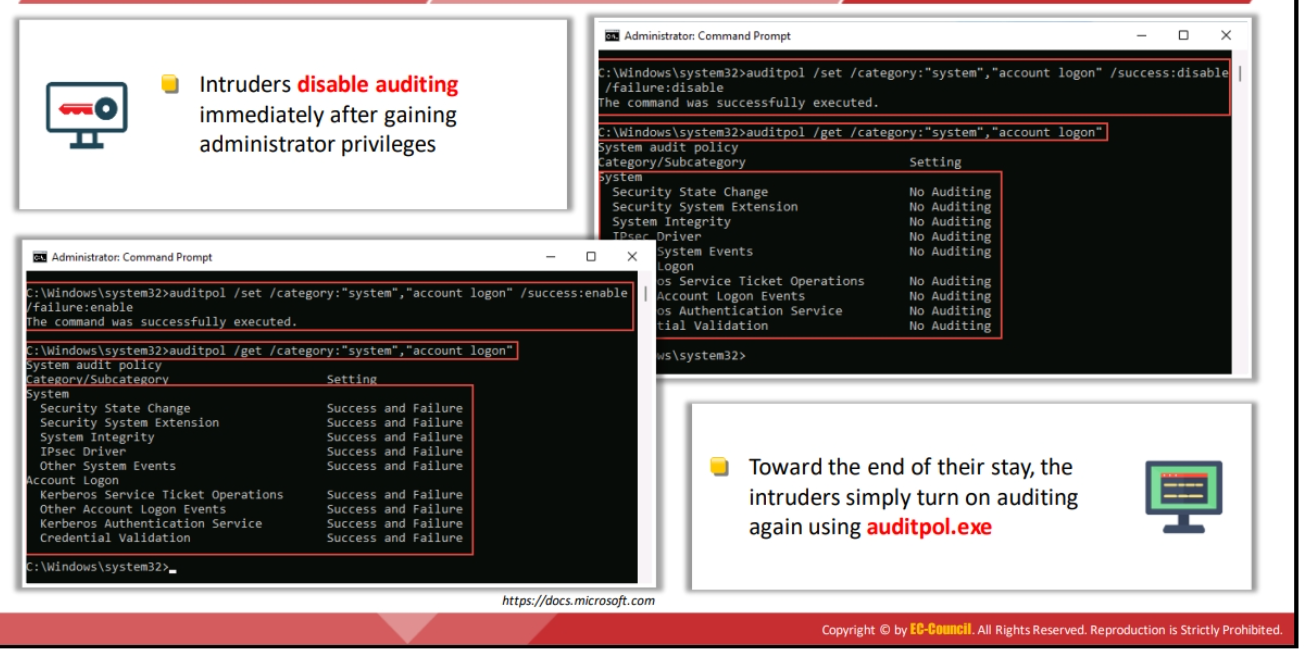 Intruders disable auditing
immediately after gaining
administrator privileges
Administrator: Command Prompt
C:\Windows\system32>auditpol /set /category:"system","account logon" /success:disable
/failure:disable
The command was successfully executed.
C:\Windows\system32>auditpol /get /category:"system","account logon"
System audit policy
Category/Subcategory Setting
System
Security State Change No Auditing
Security System Extension No Auditing
System Integrity No Auditing
IPsec Driver No Auditing
System Events No Auditing
Logon
os Service Ticket Operations No Auditing
Account Logon Events No Auditing
os Authentication Service No Auditing
tial Validation No Auditing
ws\system32>
Administrator: Command Prompt
C:\Windows\system32>auditpol /set /category:"system","account logon" /success:enable
/failure:enable
The command was successfully executed.
C:\Windows\system32>auditpol /get /category:"system","account logon"
System audit policy
Category/Subcategory Setting
System
Security State Change Success and Failure
Security System Extension Success and Failure
System Integrity Success and Failure
IPsec Driver Success and Failure
Other System Events Success and Failure
Account Logon
Kerberos Service Ticket Operations Success and Failure
Other Account Logon Events Success and Failure
Kerberos Authentication Service Success and Failure
Credential Validation Success and Failure
C:\Windows\system32>_
Toward the end of their stay, the
intruders simply turn on auditing
again using auditpol.exe
https://docs.microsoft.com
Copyright © by EC-Council. All Rights Reserved. Reproduction is Strictly Prohibited.